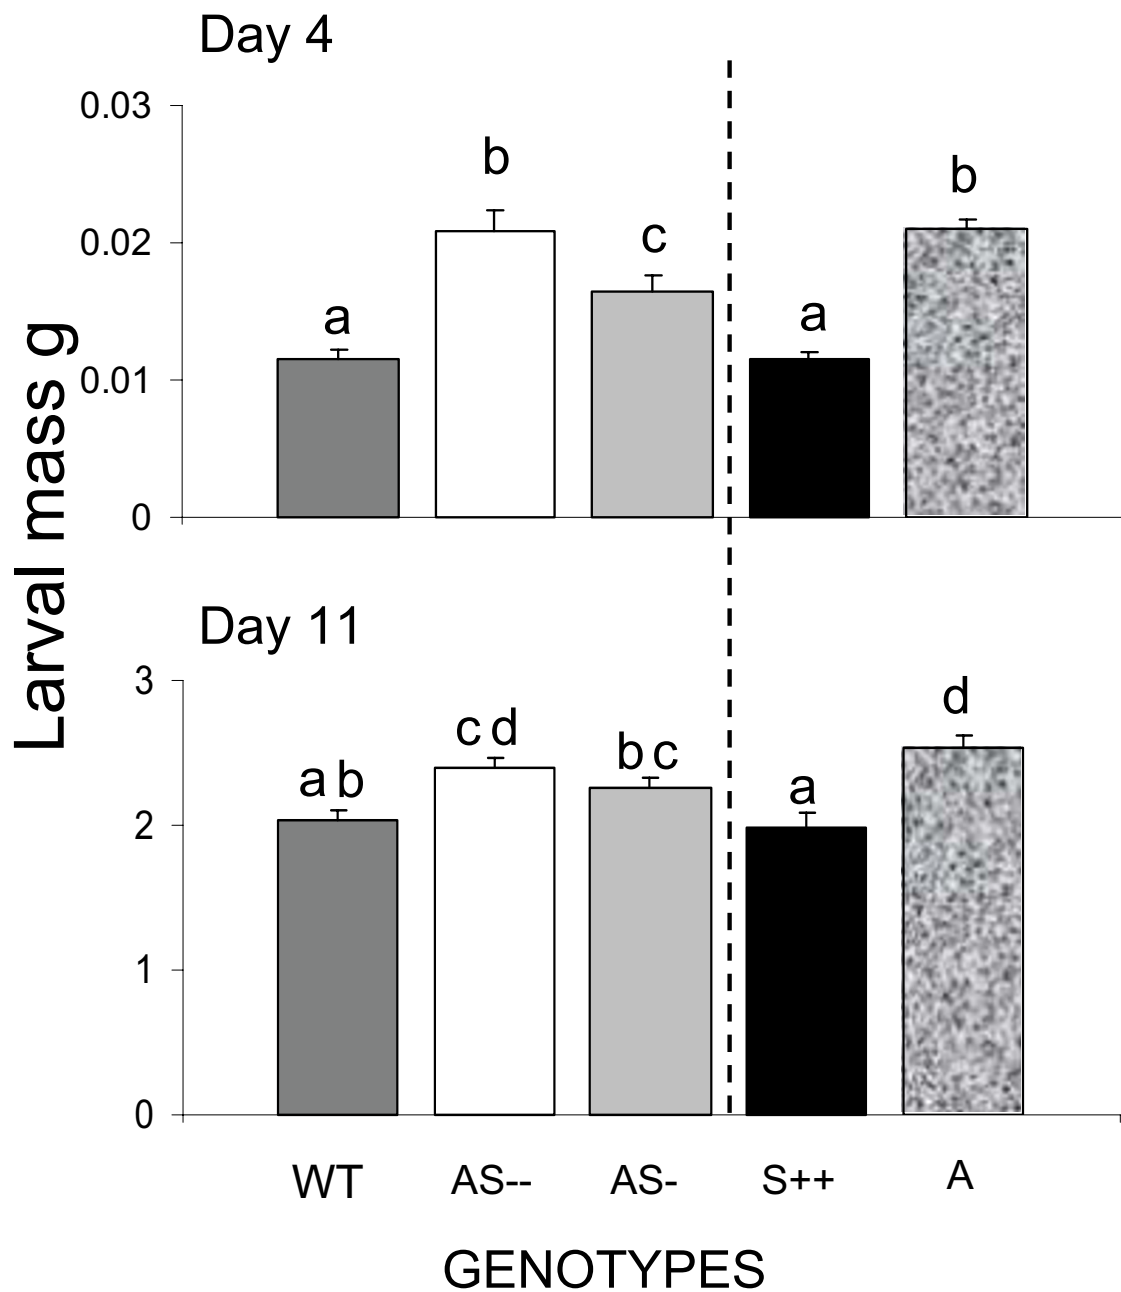 Day 4
0.03
0.02
0.01
0
a
b
c
a
b
Larval mass g
Day 11
3
2
1
0
a b
c d
b c
a
d
WT
AS--
AS-
S++
A
GENOTYPES